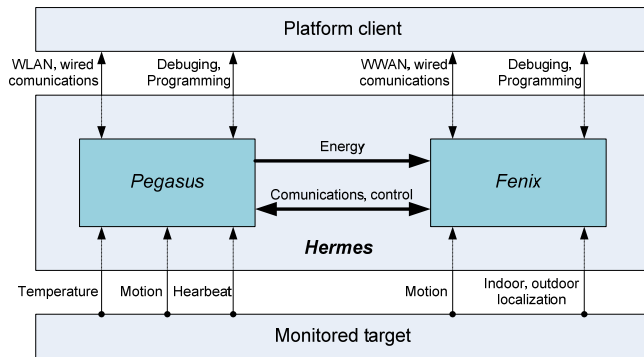 Platform client
WLAN, wired
comunications
Debuging,
Programming
WWAN, wired
comunications
Debuging,
Programming
Energy
Pegasus
Fenix
Comunications, control
Hermes
Temperature
Motion
Hearbeat
Motion
Indoor, outdoor
localization
Monitored target